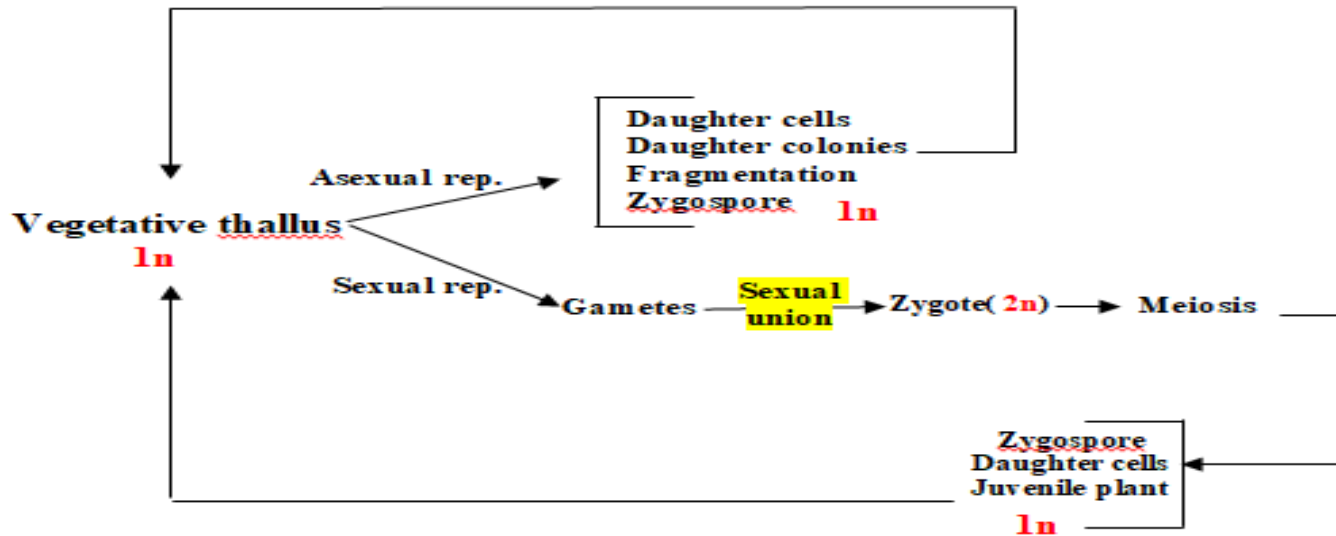 Daughter cells
Daughter colonies
Fragmentation
Zygospore 1n
Asexual rep.
Vegetative thallus
1n
Sexual rep.
Gametes
Sexual
union
Zygote( 2n)
Meiosis
Zygospore
Daughter cells
Juvenile plant
1n